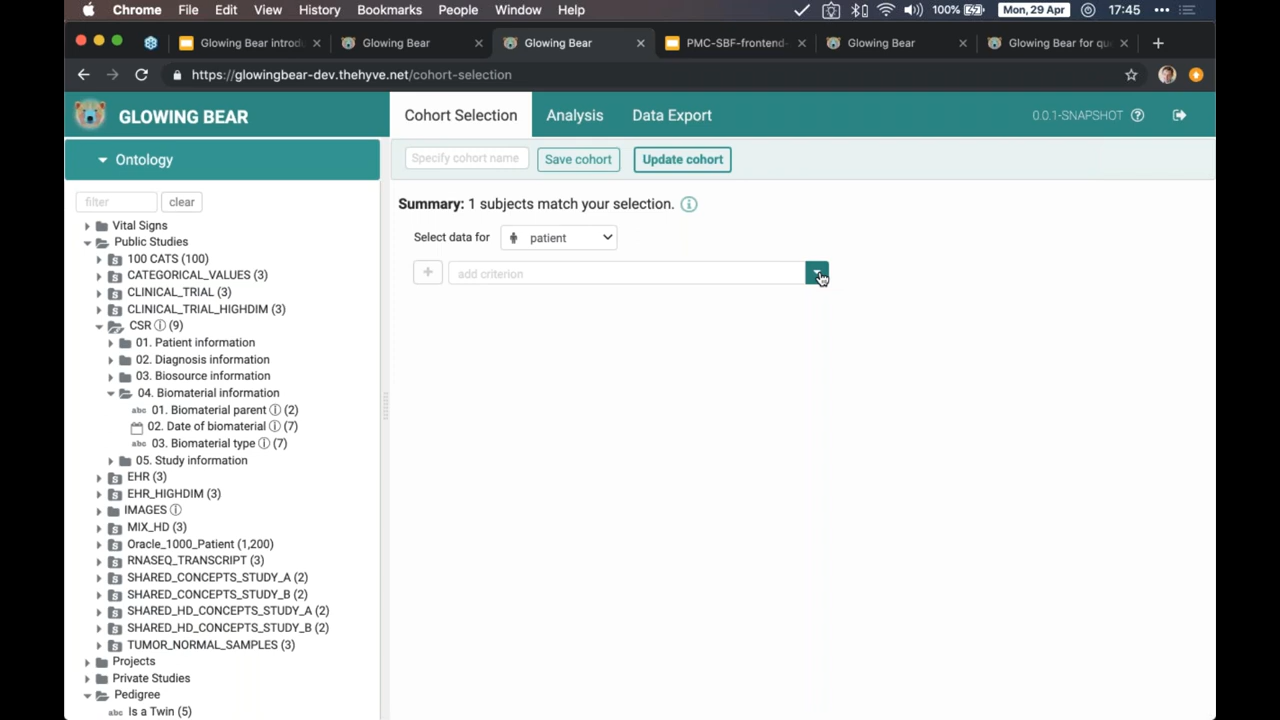 Chrome File Edit View History Bookmarks People Window Help 100% Mon, 29 Apr 17:45
Glowing Bear introd Glowing Bear Glowing Bear PMC-SBF-frontend- Glowing Bear Glowing Bear for qu
https://glowingbear-dev.thehyve.net/cohort-selection
GLOWING BEAR Cohort Selection Analysis Data Export 0.0.1-SNAPSHOT
Ontology
Specify cohort name Save cohort Update cohort
filter clear
Summary: 1 subjects match your selection.
Select data for patient
add criterion
Vital Signs
Public Studies
100 CATS (100)
CATEGORICAL_VALUES (3)
CLINICAL_TRIAL (3)
CLINICAL_TRIAL_HIGHDIM (3)
CSR (9)
01. Patient information
02. Diagnosis information
03. Biosource information
04. Biomaterial information
abc 01. Biomaterial parent (2)
02. Date of biomaterial (7)
abc 03. Biomaterial type (7)
05. Study information
EHR (3)
EHR_HIGHDIM (3)
IMAGES
MIX_HD (3)
Oracle_1000_Patient (1,200)
RNASEQ_TRANSCRIPT (3)
SHARED_CONCEPTS_STUDY_A (2)
SHARED_CONCEPTS_STUDY_B (2)
SHARED_HD_CONCEPTS_STUDY_A (2)
SHARED_HD_CONCEPTS_STUDY_B (2)
TUMOR_NORMAL_SAMPLES (3)
Projects
Private Studies
Pedigree
abc Is a Twin (5)